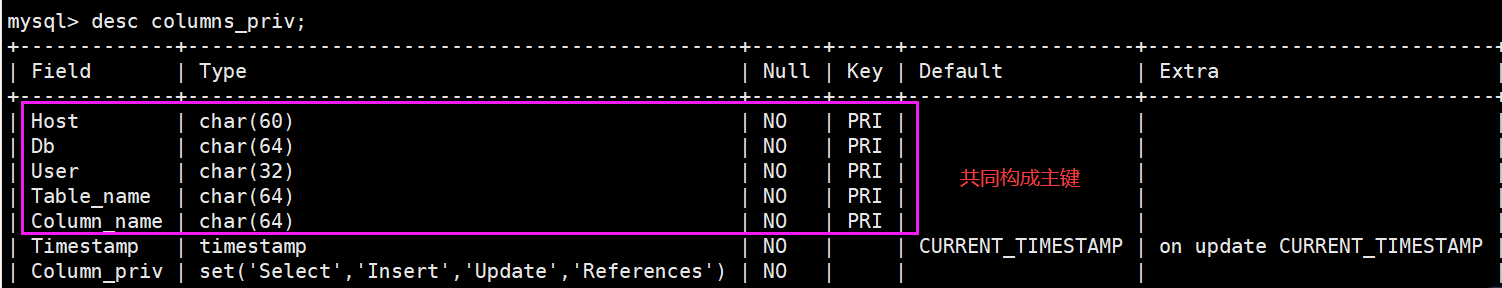 mysql> desc columns_priv;
+-------------+----------------------------------------------+------+-----+-------------------+-----------------------------+
| Field | Type | Null | Key | Default | Extra |
+-------------+----------------------------------------------+------+-----+-------------------+-----------------------------+
| Host | char(60) | NO | PRI | | |
| Db | char(64) | NO | PRI | | |
| User | char(32) | NO | PRI | 共同构成主键 | |
| Table_name | char(64) | NO | PRI | | |
| Column_name | char(64) | NO | PRI | | |
| Timestamp | timestamp | NO | | CURRENT_TIMESTAMP | on update CURRENT_TIMESTAMP |
| Column_priv | set('Select','Insert','Update','References') | NO | | | |